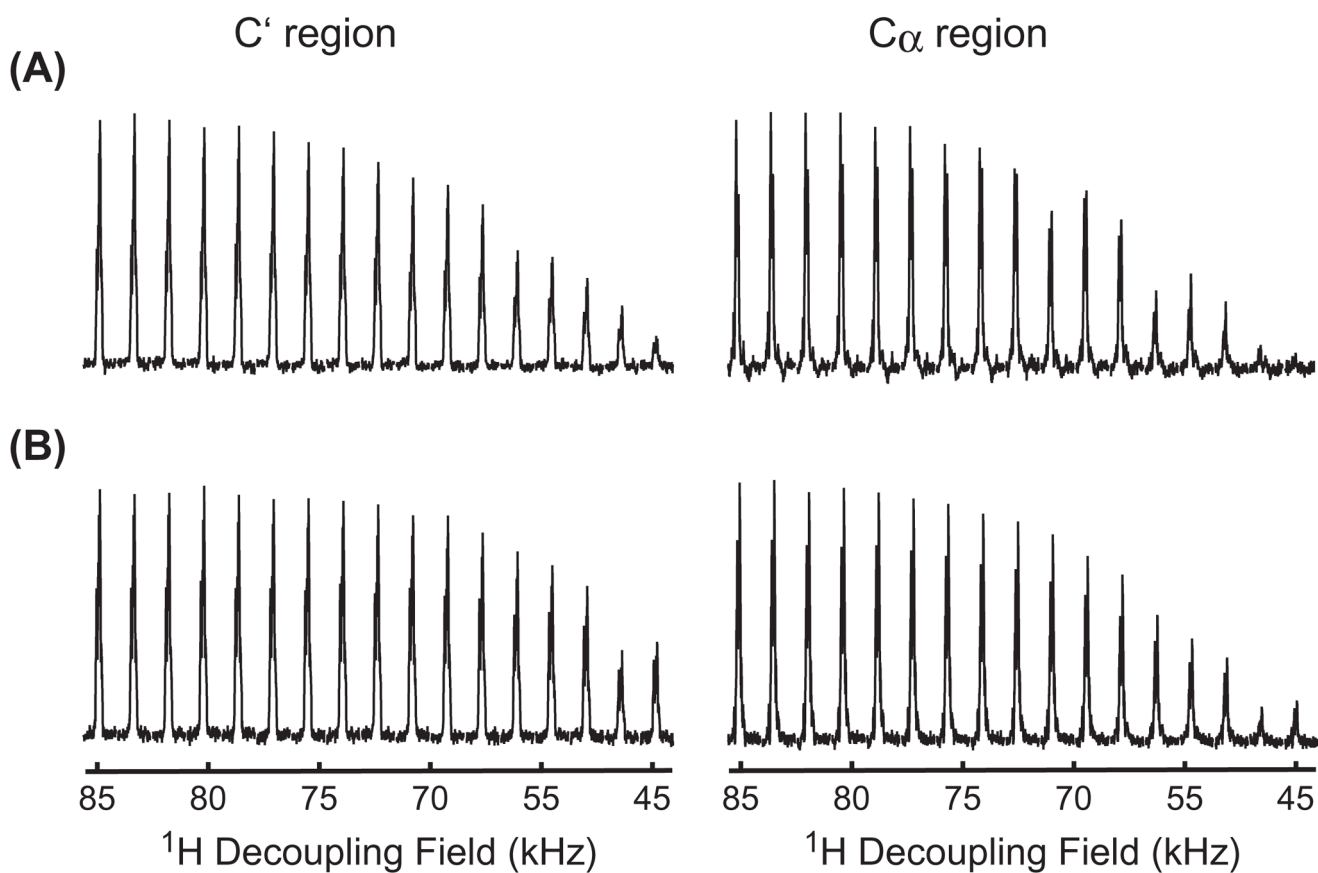 C‘ region
Cα region
(A)
(B)
85 80 75 70 55 45
85 80 75 70 55 45
¹H Decoupling Field (kHz)
¹H Decoupling Field (kHz)